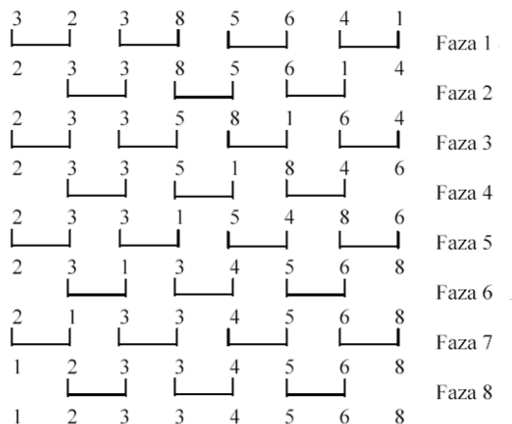 3 2 3 8 5 6 4 1
Faza 1
2 3 3 8 5 6 1 4
Faza 2
2 3 3 5 8 1 6 4
Faza 3
2 3 3 5 1 8 4 6
Faza 4
2 3 3 1 5 4 8 6
Faza 5
2 3 1 3 4 5 6 8
Faza 6
2 1 3 3 4 5 6 8
Faza 7
1 2 3 3 4 5 6 8
Faza 8
1 2 3 3 4 5 6 8